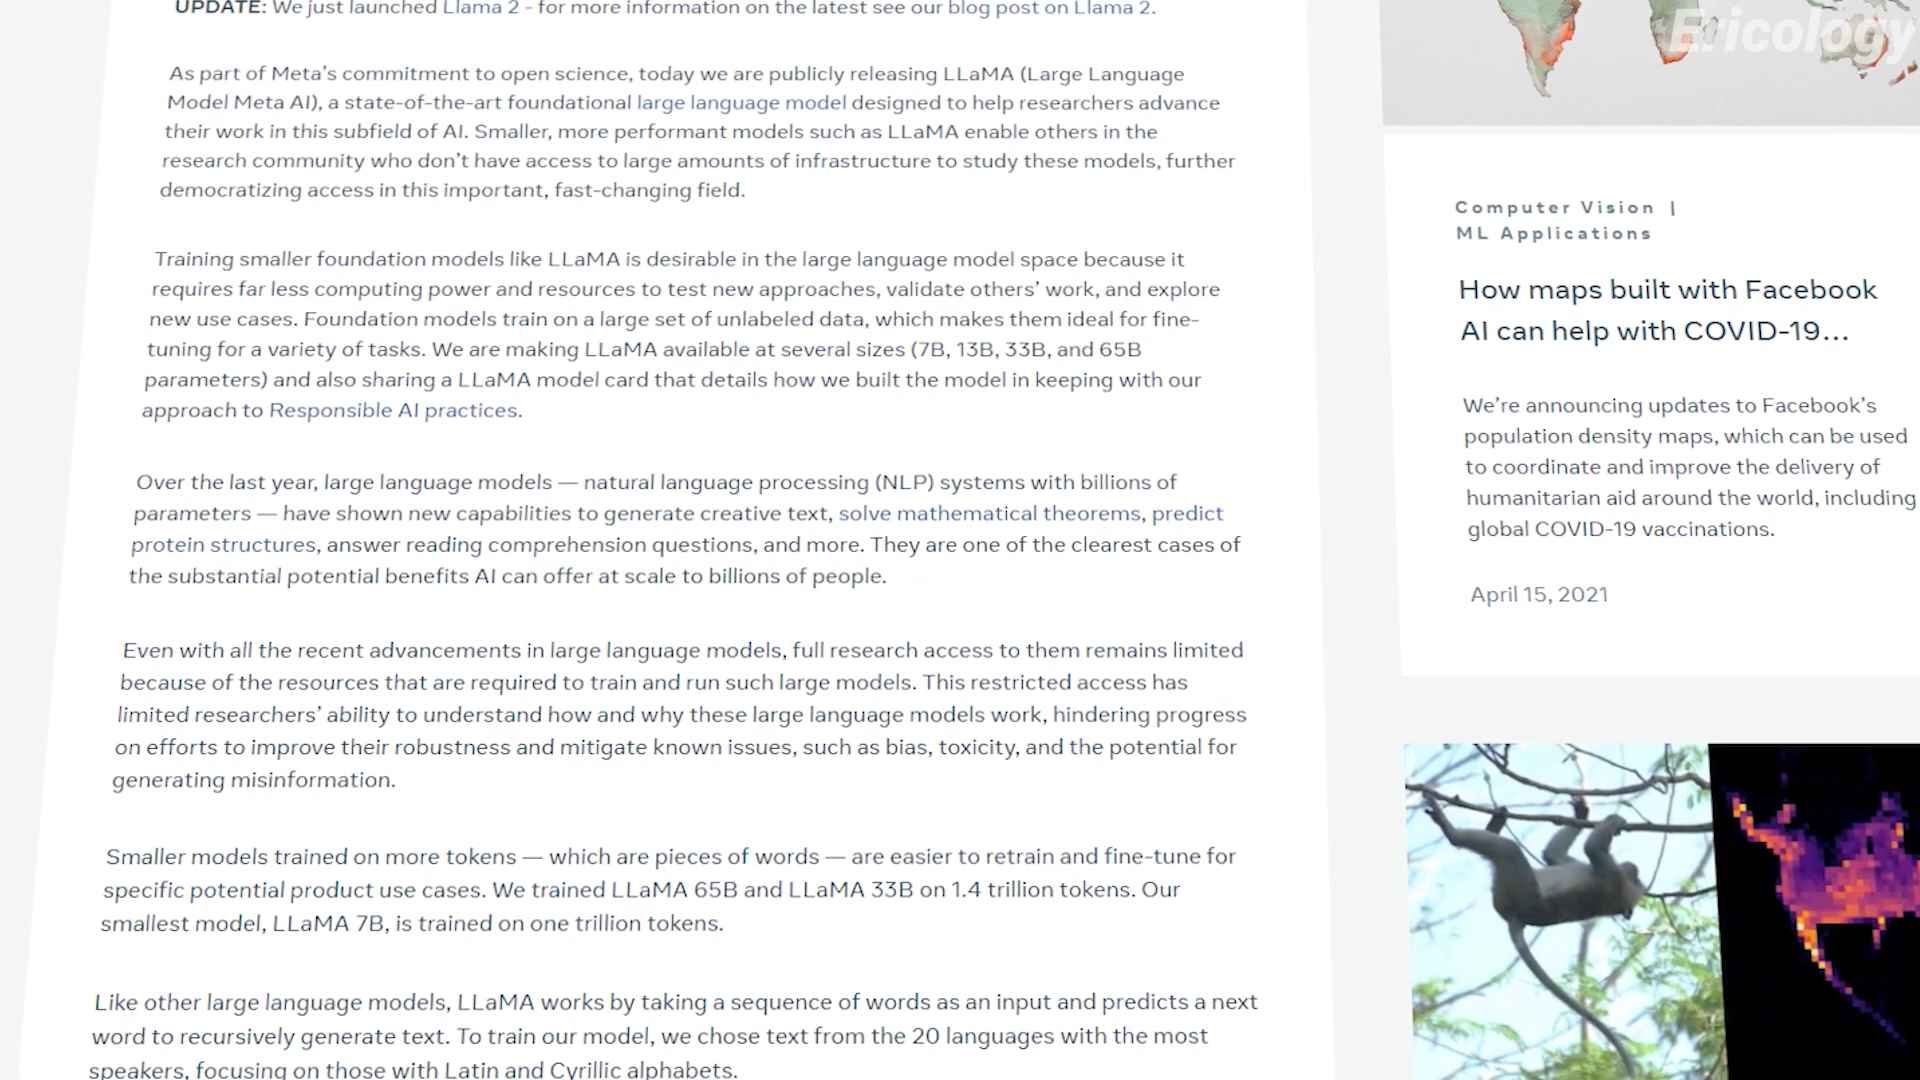 UPDATE: We just launched Llama 2 - for more information on the latest see our blog post on Llama 2.
As part of Meta’s commitment to open science, today we are publicly releasing LLaMA (Large Language
Model Meta AI), a state-of-the-art foundational large language model designed to help researchers advance
their work in this subfield of AI. Smaller, more performant models such as LLaMA enable others in the
research community who don’t have access to large amounts of infrastructure to study these models, further
democratizing access in this important, fast-changing field.
Training smaller foundation models like LLaMA is desirable in the large language model space because it
requires far less computing power and resources to test new approaches, validate others’ work, and explore
new use cases. Foundation models train on a large set of unlabeled data, which makes them ideal for fine-
tuning for a variety of tasks. We are making LLaMA available at several sizes (7B, 13B, 33B, and 65B
parameters) and also sharing a LLaMA model card that details how we built the model in keeping with our
approach to Responsible AI practices.
Over the last year, large language models — natural language processing (NLP) systems with billions of
parameters — have shown new capabilities to generate creative text, solve mathematical theorems, predict
protein structures, answer reading comprehension questions, and more. They are one of the clearest cases of
the substantial potential benefits AI can offer at scale to billions of people.
Even with all the recent advancements in large language models, full research access to them remains limited
because of the resources that are required to train and run such large models. This restricted access has
limited researchers’ ability to understand how and why these large language models work, hindering progress
on efforts to improve their robustness and mitigate known issues, such as bias, toxicity, and the potential for
generating misinformation.
Smaller models trained on more tokens — which are pieces of words — are easier to retrain and fine-tune for
specific potential product use cases. We trained LLaMA 65B and LLaMA 33B on 1.4 trillion tokens. Our
smallest model, LLaMA 7B, is trained on one trillion tokens.
Like other large language models, LLaMA works by taking a sequence of words as an input and predicts a next
word to recursively generate text. To train our model, we chose text from the 20 languages with the most
speakers, focusing on those with Latin and Cyrillic alphabets.
Ericology
Computer Vision |
ML Applications
How maps built with Facebook
AI can help with COVID-19...
We’re announcing updates to Facebook’s
population density maps, which can be used
to coordinate and improve the delivery of
humanitarian aid around the world, including
global COVID-19 vaccinations.
April 15, 2021